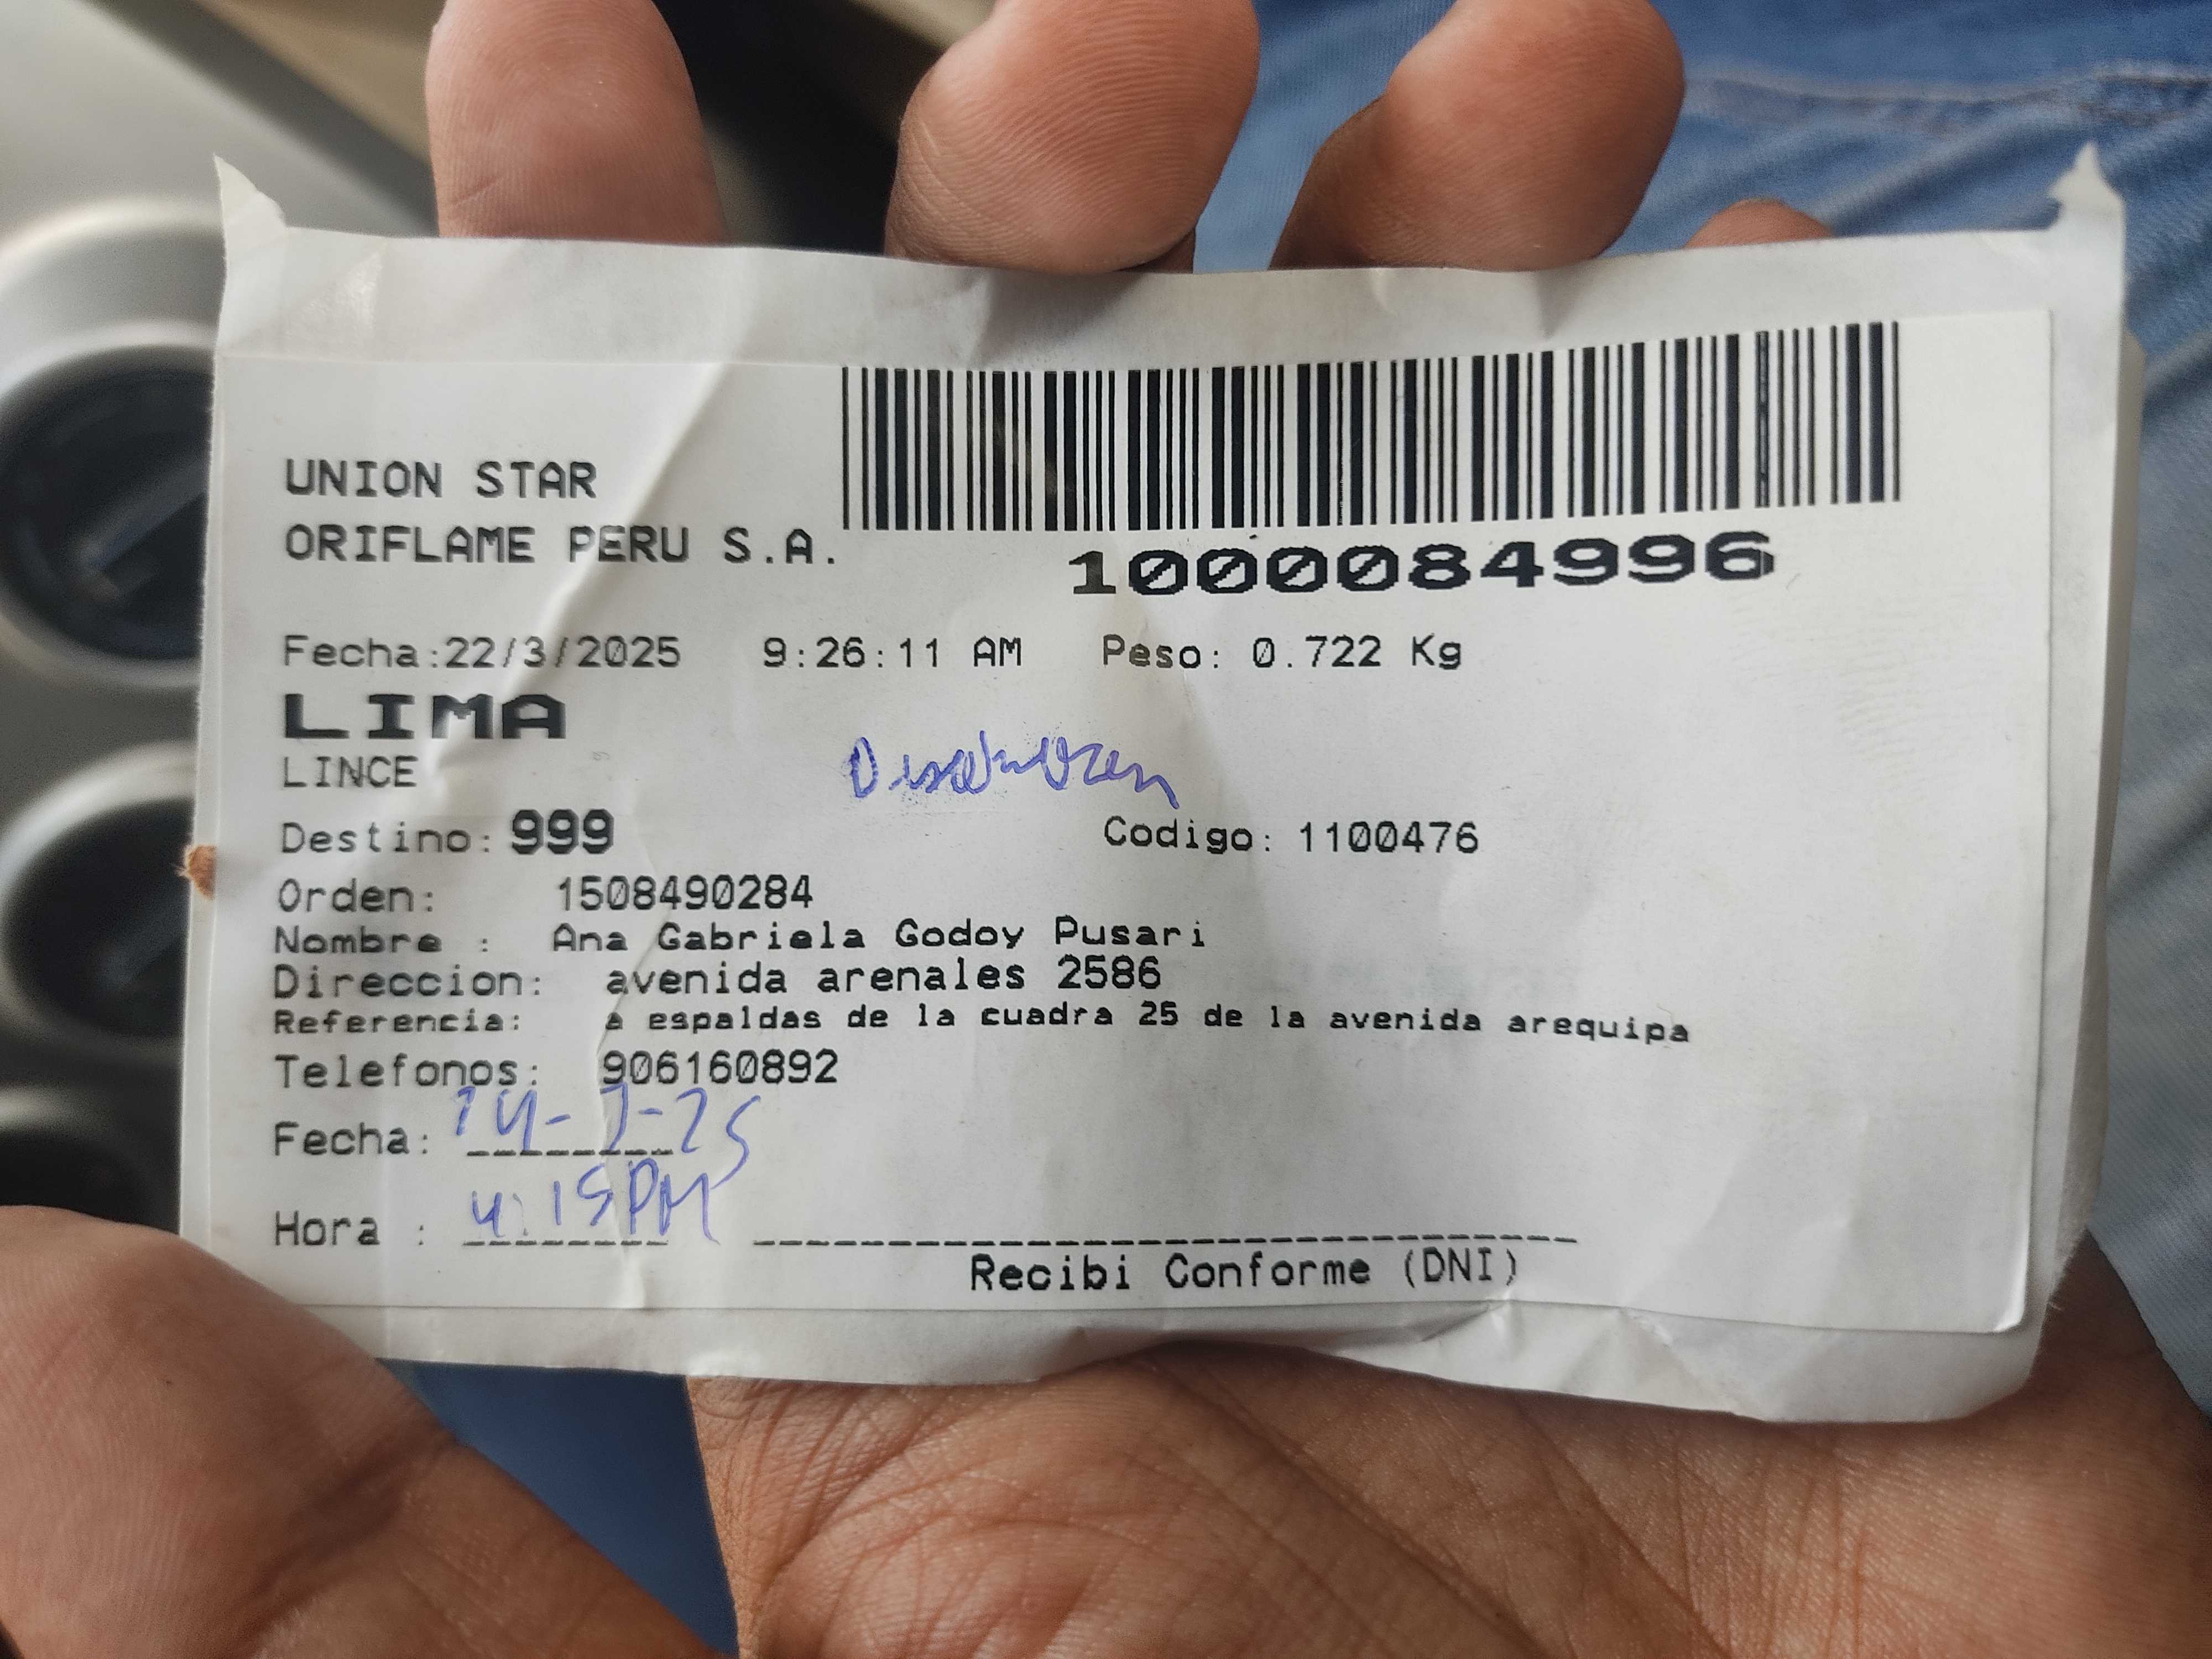 UNION STAR
ORIFLAME PERU S.A.
1000084996
Fecha:22/3/2025 9:26:11 AM Peso: 0.722 Kg
LIMA
LINCE
Destino: 999 Codigo: 1100476
Orden: 1508490284
Nombre : Ana Gabriela Godoy Pusari
Direccion: avenida arenales 2586
Referencia: a espaldas de la cuadra 25 de la avenida arequipa
Telefonos: 906160892
Fecha:
Hora : 4:15PM
Recibi Conforme (DNI)